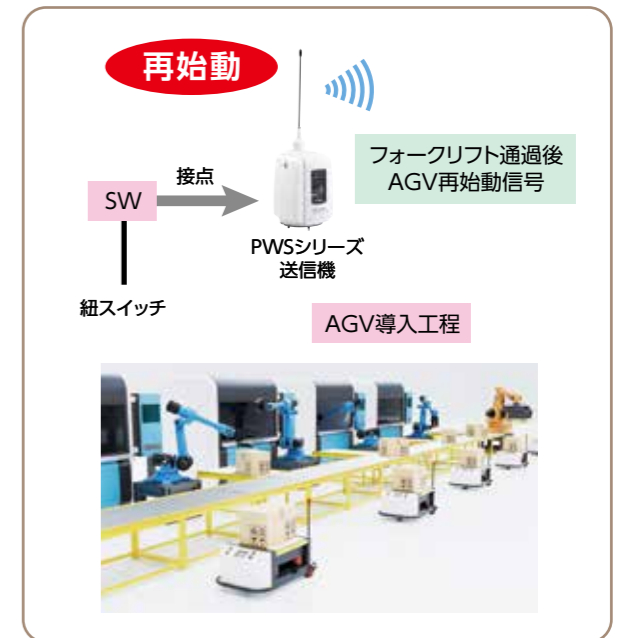 再始動
フォークリフト通過後
AGV再始動信号
接点
SW
PWSシリーズ
送信機
紐スイッチ
AGV導入工程